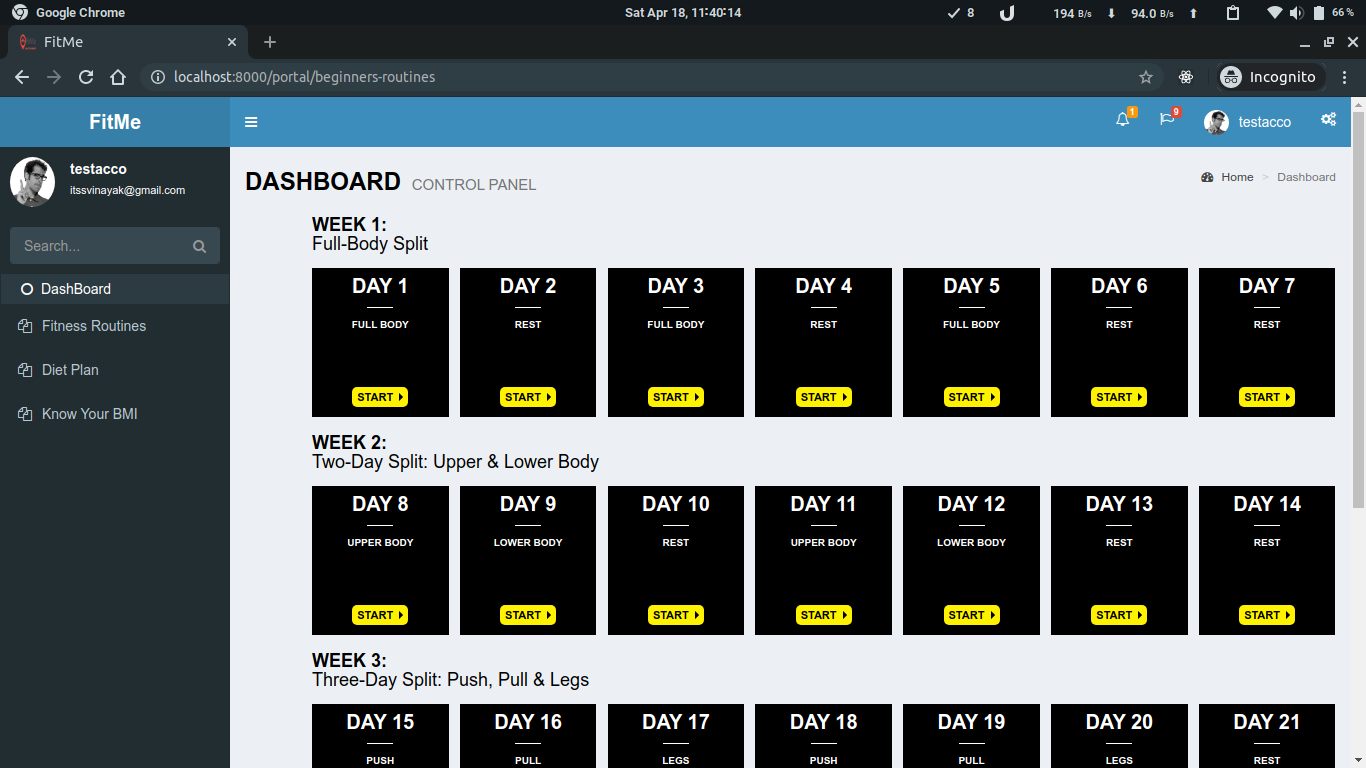 Google Chrome
Sat Apr 18, 11:40:14
8
194 B/s
94.0 B/s
66 %
FitMe
localhost:8000/portal/beginners-routines
Incognito
FitMe
1
9
testacco
testacco
itssvinayak@gmail.com
DASHBOARD CONTROL PANEL
Home > Dashboard
Search...
DashBoard
Fitness Routines
Diet Plan
Know Your BMI
WEEK 1:
Full-Body Split
DAY 1 DAY 2 DAY 3 DAY 4 DAY 5 DAY 6 DAY 7
FULL BODY REST FULL BODY REST FULL BODY REST REST
START START START START START START START
WEEK 2:
Two-Day Split: Upper & Lower Body
DAY 8 DAY 9 DAY 10 DAY 11 DAY 12 DAY 13 DAY 14
UPPER BODY LOWER BODY REST UPPER BODY LOWER BODY REST REST
START START START START START START START
WEEK 3:
Three-Day Split: Push, Pull & Legs
DAY 15 DAY 16 DAY 17 DAY 18 DAY 19 DAY 20 DAY 21
PUSH PULL LEGS PUSH PULL LEGS REST